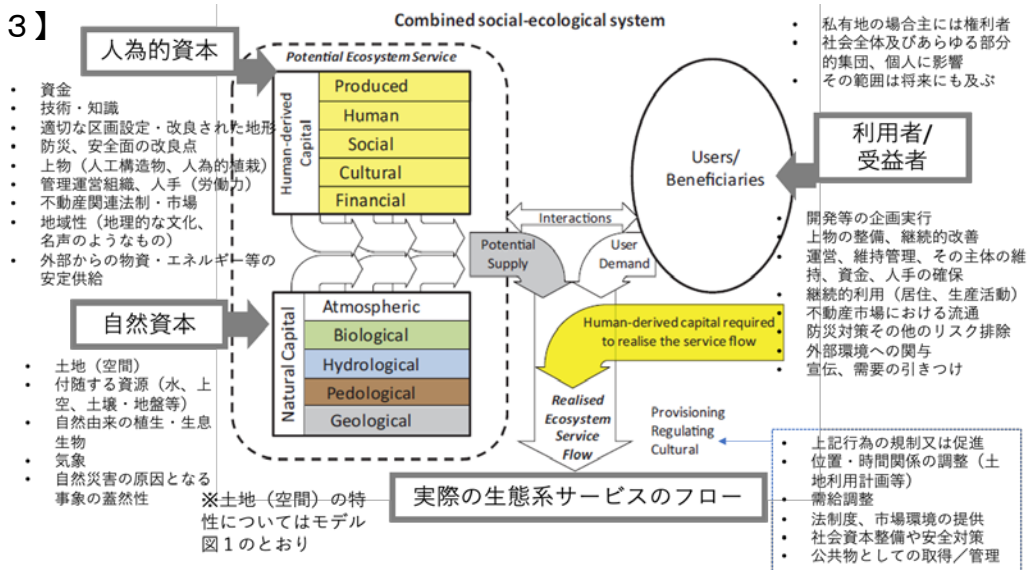 3】
Combined social-ecological system
人為的資本
• 資金
• 技術・知識
• 適切な区画設定・改良された地形
• 防災、安全面の改良点
• 上物（人工構造物、人為的植栽）
• 管理運営組織、人手（労働力）
• 不動産関連法制・市場
• 地域性（地理的な文化、
名声のようなもの）
• 外部からの物資・エネルギー等の
安定供給
自然資本
• 土地（空間）
• 付随する資源（水、上
空、土壌・地盤等）
• 自然由来の植生・生息
生物
• 気象
• 自然災害の原因となる
事象の蓋然性
Potential Ecosystem Service
Human-derived
Capital
Produced
Human
Social
Cultural
Financial
Natural Capital
Atmospheric
Biological
Hydrological
Pedological
Geological
Interactions
Potential
Supply
User
Demand
Users/
Beneficiaries
Human-derived capital required
to realise the service flow
Realised
Ecosystem
Service
Flow
Provisioning
Regulating
Cultural
※土地（空間）の特
性についてはモデル
図１のとおり
実際の生態系サービスのフロー
• 私有地の場合主には権利者
• 社会全体及びあらゆる部分
的集団、個人に影響
• その範囲は将来にも及ぶ
利用者/
受益者
• 開発等の企画実行
• 上物の整備、継続的改善
• 運営、維持管理、その主体の維
持、資金、人手の確保
• 継続的利用（居住、生産活動）
• 不動産市場における流通
• 防災対策その他のリスク排除
• 外部環境への関与
• 宣伝、需要の引きつけ
• 上記行為の規制又は促進
• 位置・時間関係の調整（土
地利用計画等）
• 需給調整
• 法制度、市場環境の提供
• 社会資本整備や安全対策
• 公共物としての取得／管理